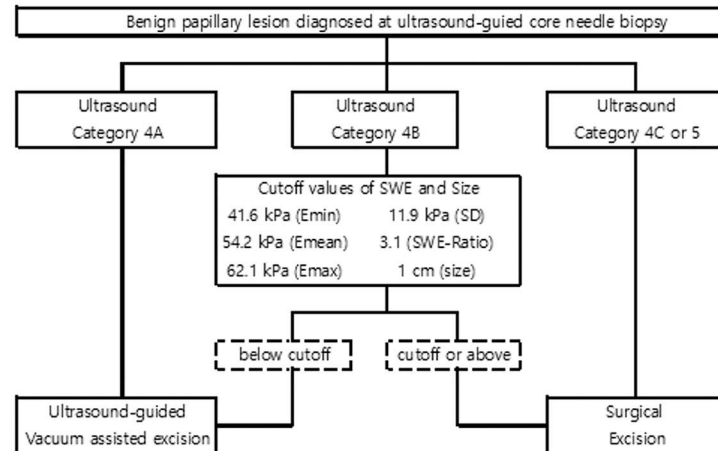 Benign papillary lesion diagnosed at ultrasound-guied core needle biopsy
Ultrasound
Category 4A
Ultrasound
Category 4B
Ultrasound
Category 4C or 5
Cutoff values of SWE and Size
41.6 kPa (Emin) 11.9 kPa (SD)
54.2 kPa (Emean) 3.1 (SWE-Ratio)
62.1 kPa (Emax) 1 cm (size)
below cutoff
cutoff or above
Ultrasound-guided
Vacuum assisted excision
Surgical
Excision